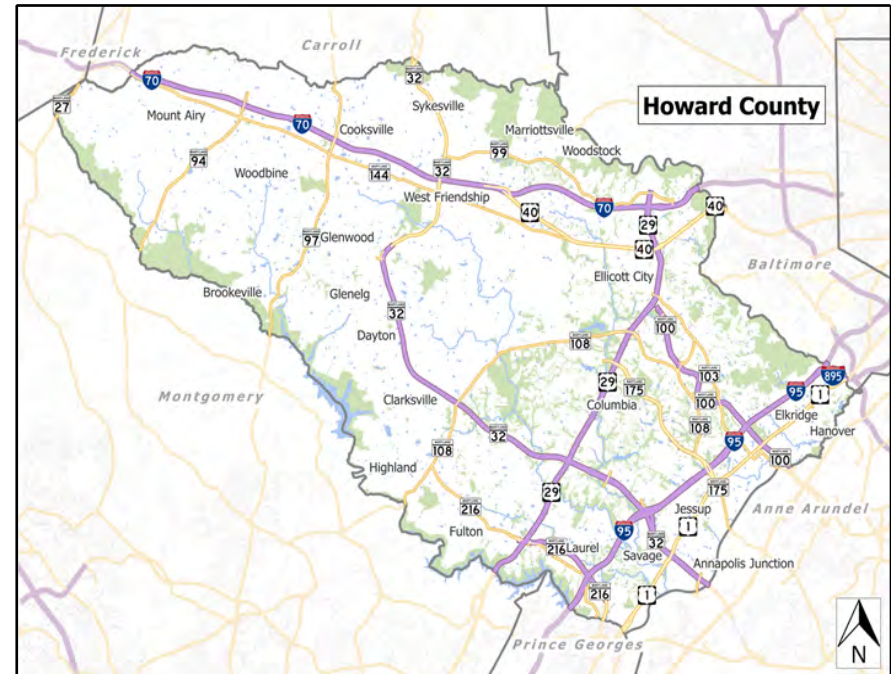 Frederick
Carroll
Howard County
70
32
27
Mount Airy
Sykesville
70
Cooksville
Marriottsville
Woodstock
94
99
144
32
Woodbine
West Friendship
40
70
40
29
97
Glenwood
40
Ellicott City
Baltimore
Brookeville
Glenelg
32
Dayton
108
100
Montgomery
29
175
103
895
95
1
Clarksville
Columbia
100
Elkridge
Hanover
108
32
108
95
100
Highland
29
175
216
Anne Arundel
Jessup
1
Fulton
95
216
Laurel
Savage
32
Annapolis Junction
216
1
Prince Georges
N